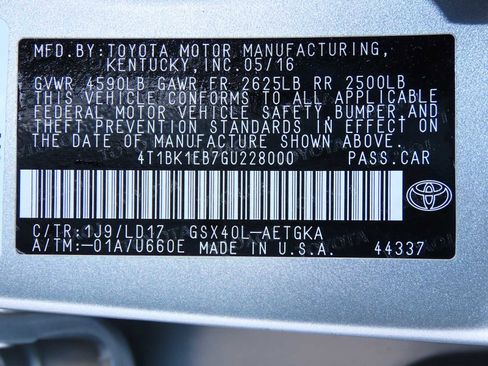 MFD.BY:TOYOTA MOTOR MANUFACTURING,
KENTUCKY,INC.05/16
GVWR 4590LB GAWR FR 2625LB RR 2500LB
THIS VEHICLE CONFORMS TO ALL APPLICABLE
FEDERAL MOTOR VEHICLE SAFETY,BUMPER,AND
THEFT PREVENTION STANDARDS IN EFFECT ON
THE DATE OF MANUFACTURE SHOWN ABOVE.
4T1BK1EB7GU228000 PASS.CAR
C/TR:1J9/LD17 GSX40L-AETGKA
A/TM:-01A/U660E MADE IN U.S.A. 44337